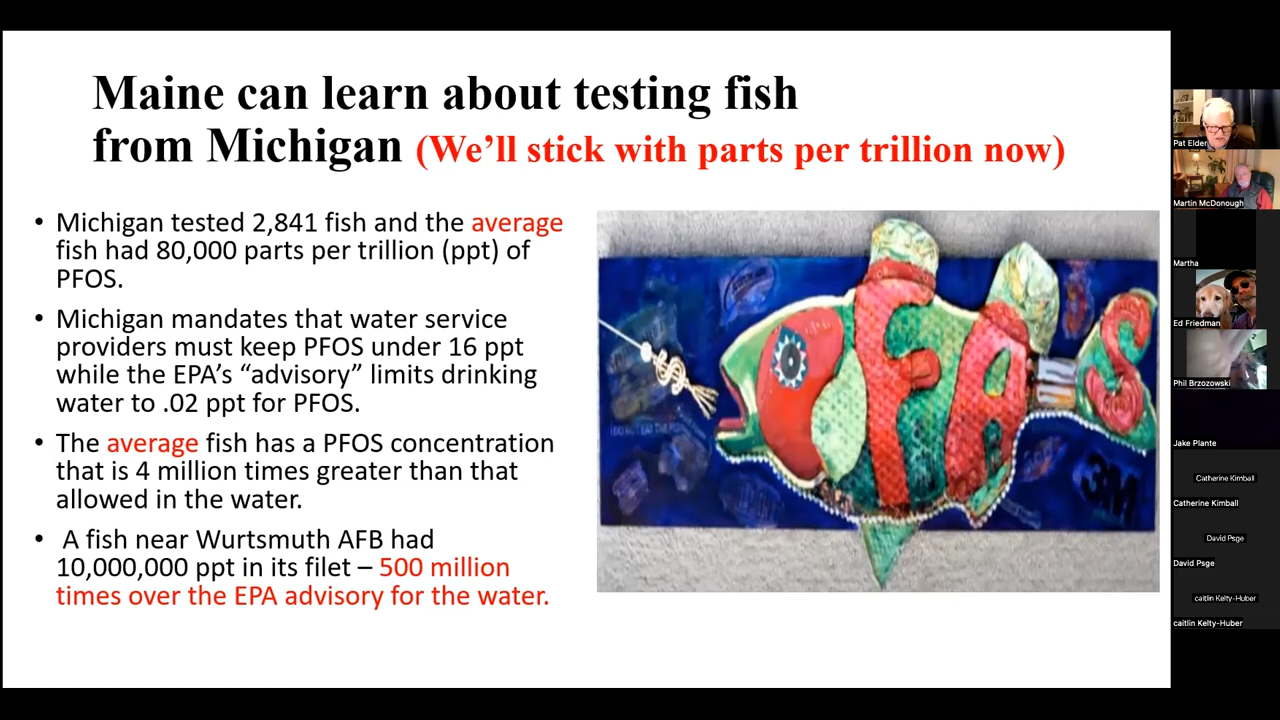 Maine can learn about testing fish
from Michigan (We'll stick with parts per trillion now)
• Michigan tested 2,841 fish and the average
fish had 80,000 parts per trillion (ppt) of
PFOS.
• Michigan mandates that water service
providers must keep PFOS under 16 ppt
while the EPA's “advisory” limits drinking
water to .02 ppt for PFOS.
• The average fish has a PFOS concentration
that is 4 million times greater than that
allowed in the water.
• A fish near Wurtsmuth AFB had
10,000,000 ppt in its filet – 500 million
times over the EPA advisory for the water.
FAS
3M
Pat Elder
Martin McDonough
Martha
Ed Friedman
Phil Brzozowski
Jake Plante
Catherine Kimball
Catherine Kimball
David Psge
David Psge
caitlin Kelty-Huber
caitlin Kelty-Huber